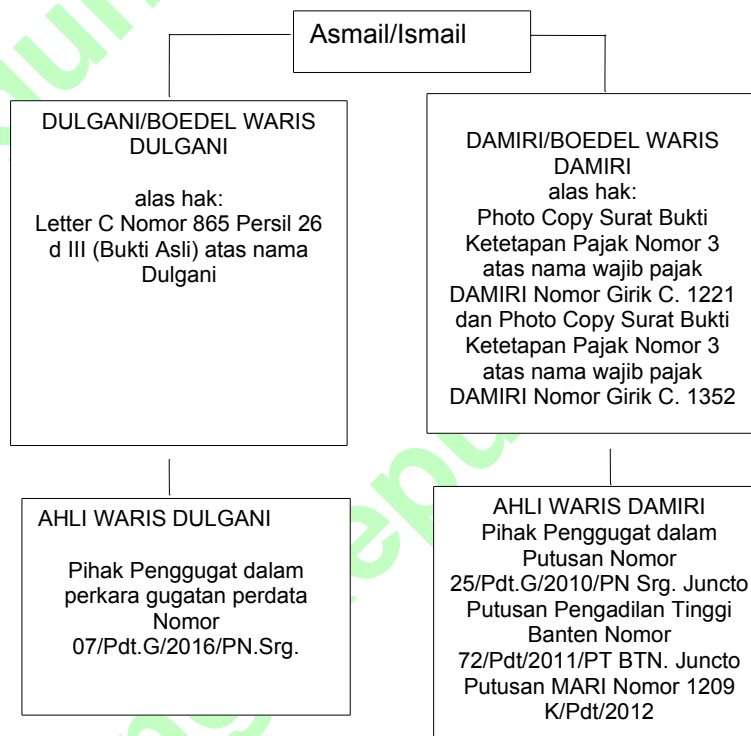 Asmail/Ismail
DULGANI/BOEDEL WARIS
DULGANI
alas hak:
Letter C Nomor 865 Persil 26
d III (Bukti Asli) atas nama
Dulgani
DAMIRI/BOEDEL WARIS
DAMIRI
alas hak:
Photo Copy Surat Bukti
Ketetapan Pajak Nomor 3
atas nama wajib pajak
DAMIRI Nomor Girik C. 1221
dan Photo Copy Surat Bukti
Ketetapan Pajak Nomor 3
atas nama wajib pajak
DAMIRI Nomor Girik C. 1352
AHLI WARIS DULGANI
Pihak Penggugat dalam
perkara gugatan perdata
Nomor
07/Pdt.G/2016/PN.Srg.
AHLI WARIS DAMIRI
Pihak Penggugat dalam
Putusan Nomor
25/Pdt.G/2010/PN Srg. Juncto
Putusan Pengadilan Tinggi
Banten Nomor
72/Pdt/2011/PT BTN. Juncto
Putusan MARI Nomor 1209
K/Pdt/2012